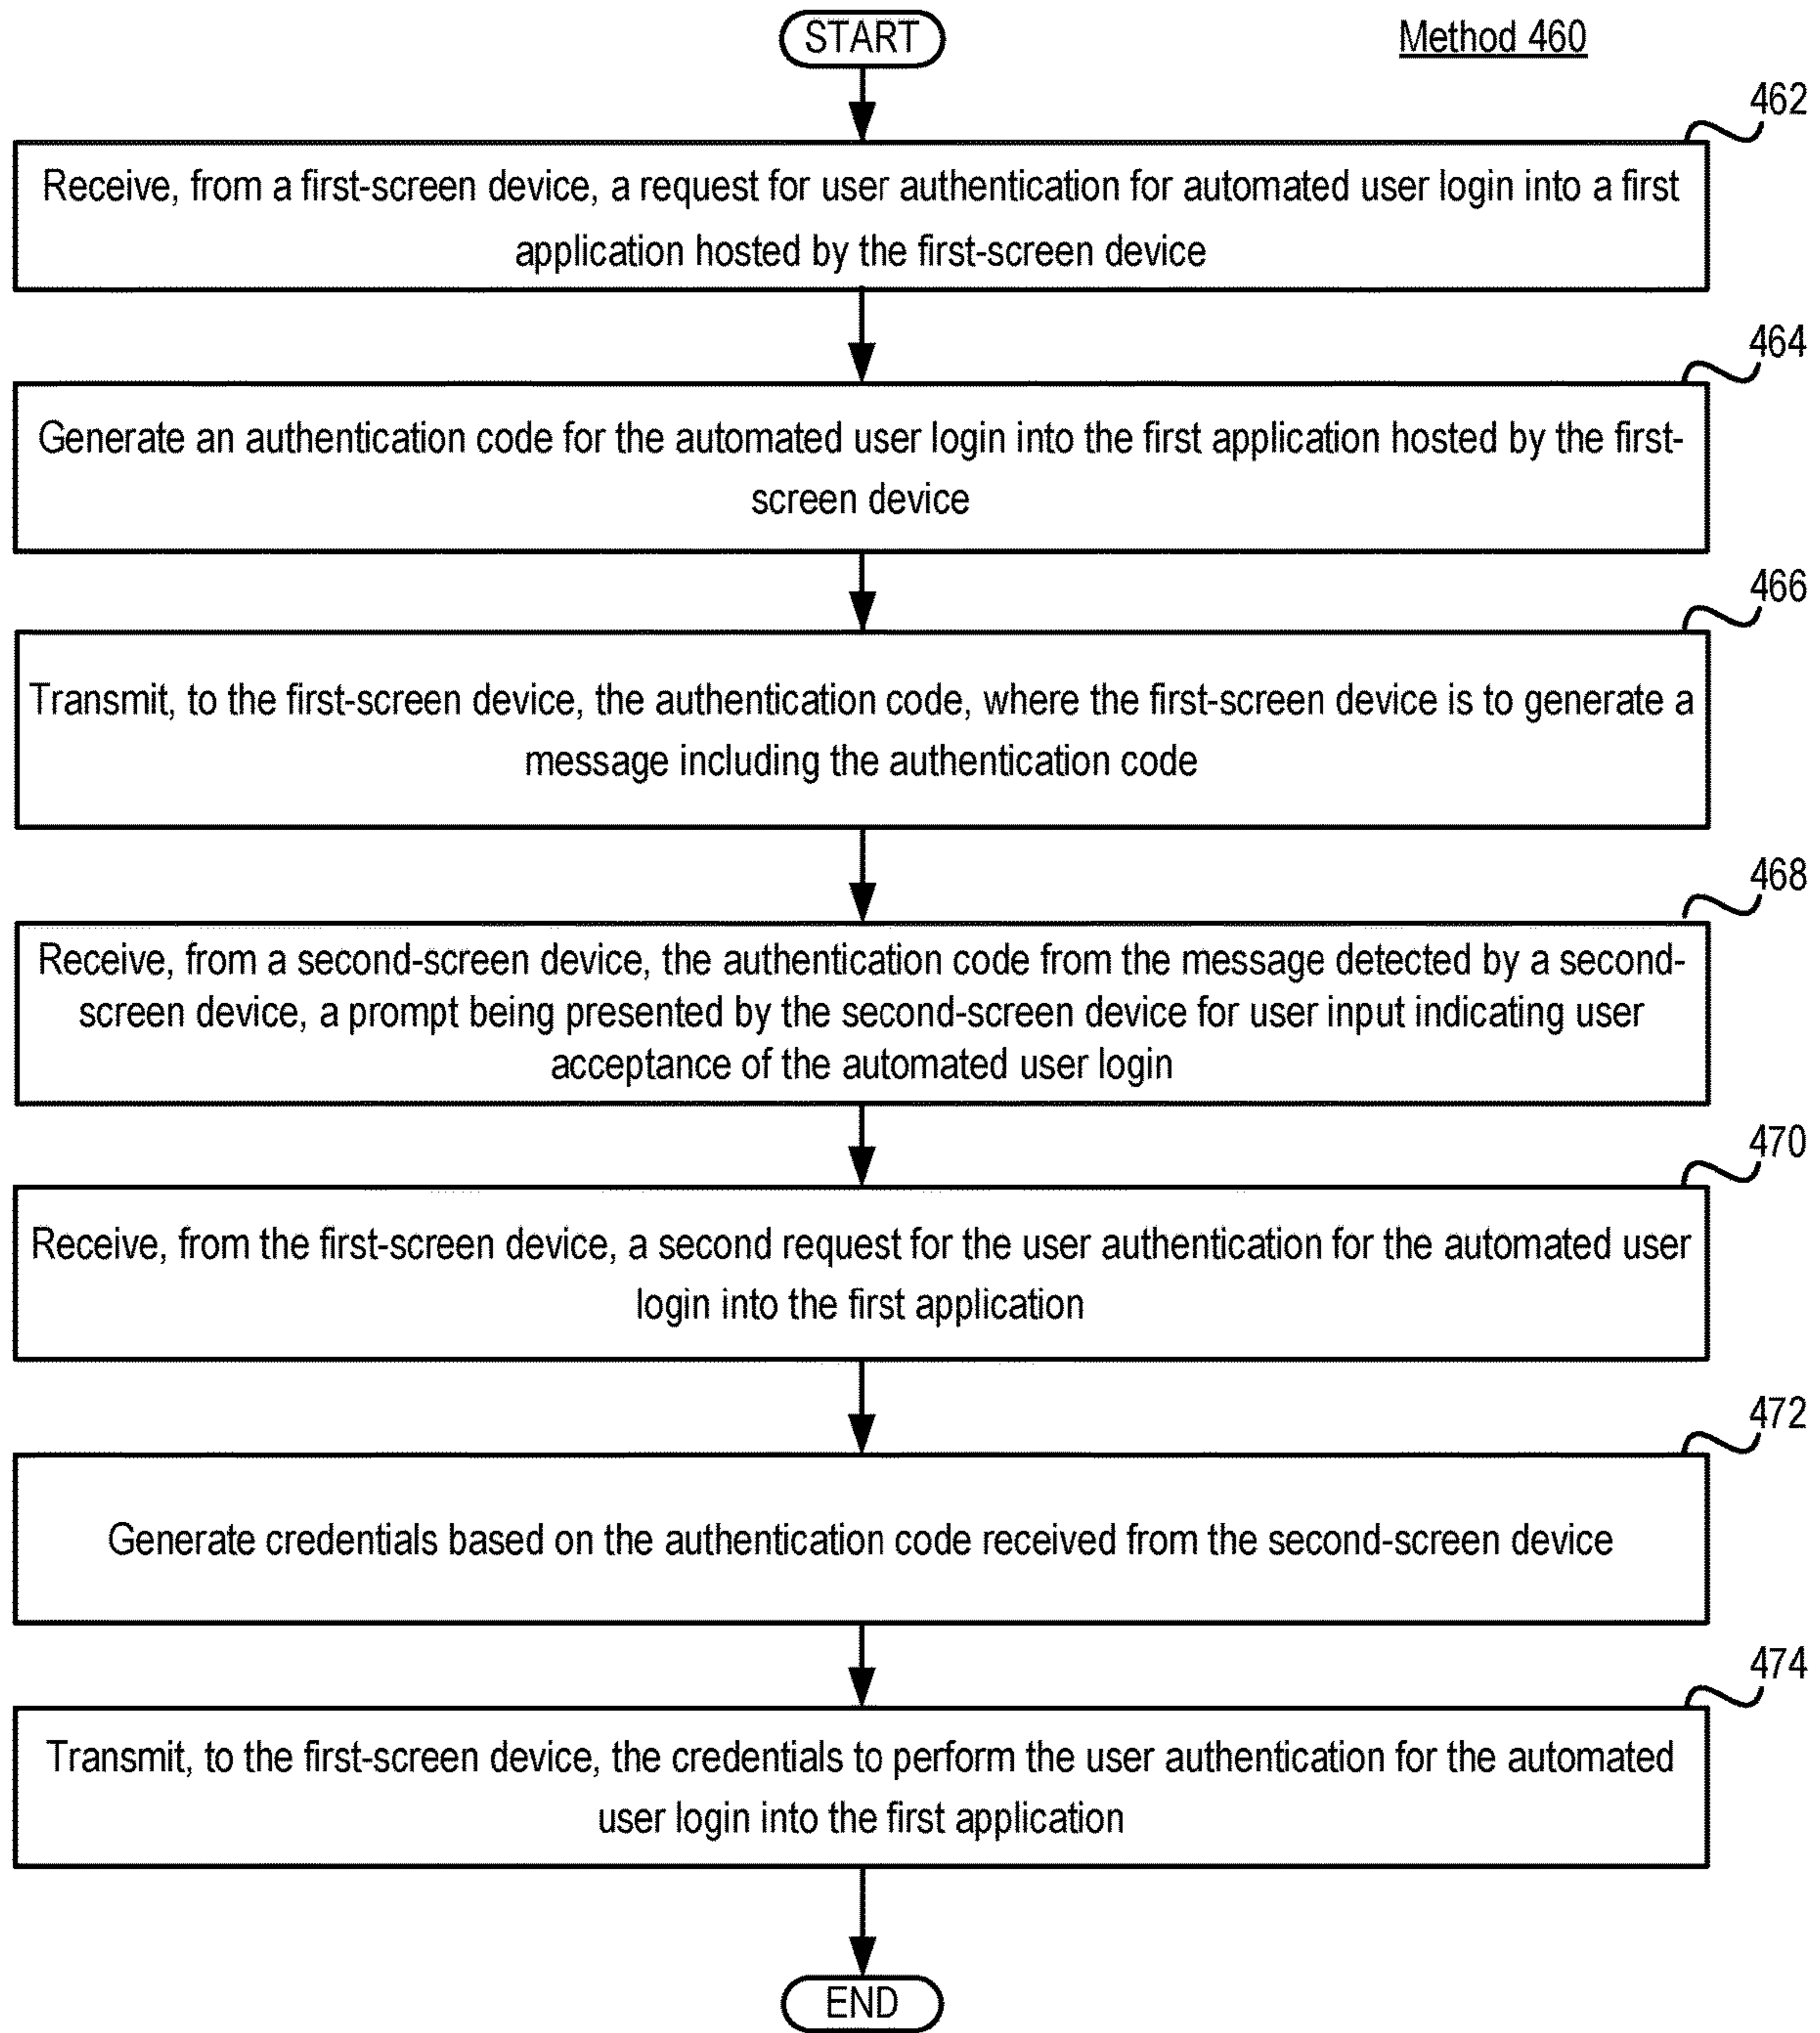 START
Method 460
462
Receive, from a first-screen device, a request for user authentication for automated user login into a first
application hosted by the first-screen device
464
Generate an authentication code for the automated user login into the first application hosted by the first-
screen device
466
Transmit, to the first-screen device, the authentication code, where the first-screen device is to generate a
message including the authentication code
468
Receive, from a second-screen device, the authentication code from the message detected by a second-
screen device, a prompt being presented by the second-screen device for user input indicating user
acceptance of the automated user login
470
Receive, from the first-screen device, a second request for the user authentication for the automated user
login into the first application
472
Generate credentials based on the authentication code received from the second-screen device
474
Transmit, to the first-screen device, the credentials to perform the user authentication for the automated
user login into the first application
END